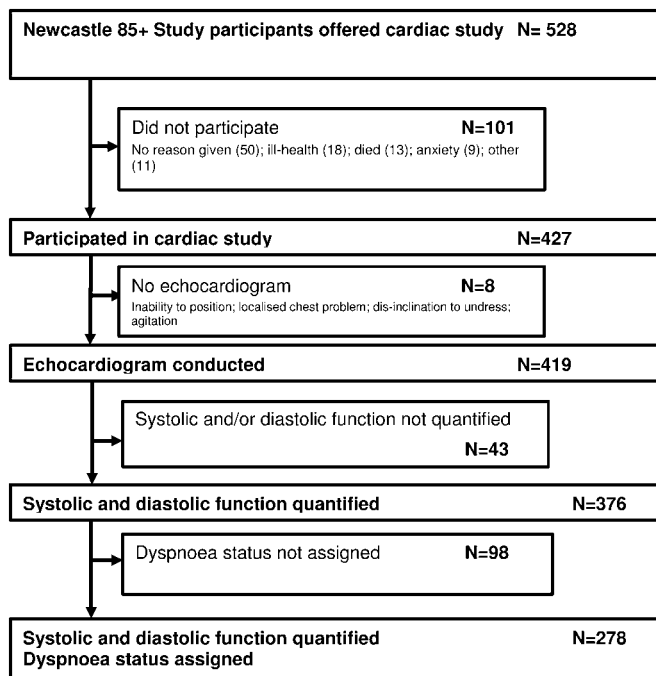 Newcastle 85+ Study participants offered cardiac study N= 528
Did not participate N=101
No reason given (50); ill-health (18); died (13); anxiety (9); other
(11)
Participated in cardiac study N=427
No echocardiogram N=8
Inability to position; localised chest problem; dis-inclination to undress;
agitation
Echocardiogram conducted N=419
Systolic and/or diastolic function not quantified
N=43
Systolic and diastolic function quantified N=376
Dyspnoea status not assigned N=98
Systolic and diastolic function quantified N=278
Dyspnoea status assigned